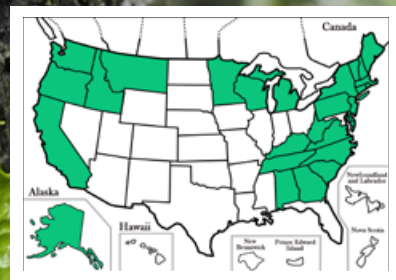 Canada
Alaska
Hawaii
New
Brunswick
Prince Edward
Island
Newfoundland
and Labrador
Nova Scotia